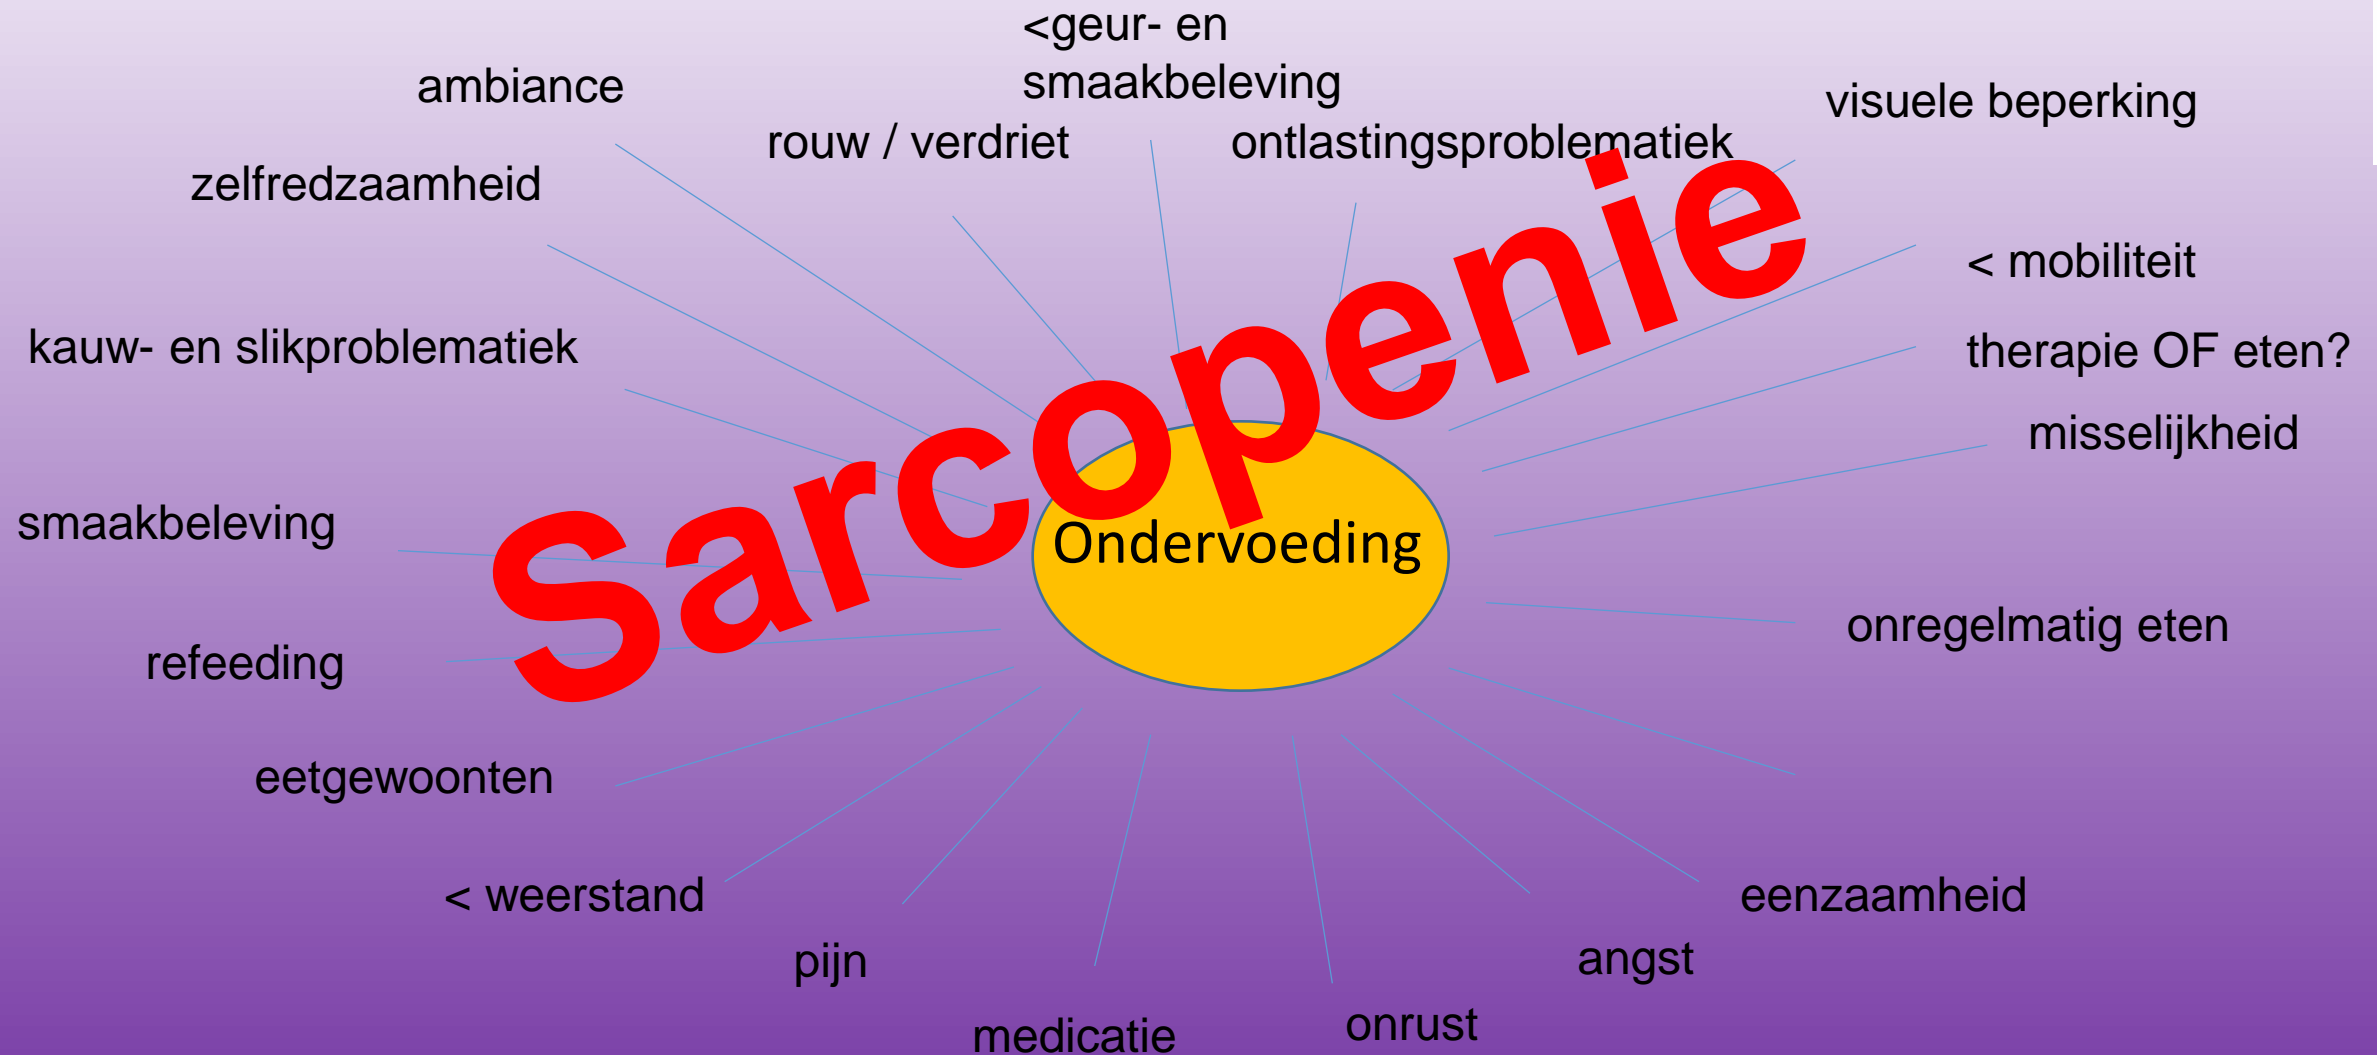 <geur- en
smaakbeleving
ambiance
visuele beperking
rouw / verdriet
ontlastingsproblematiek
zelfredzaamheid
< mobiliteit
kauw- en slikproblematiek
therapie OF eten?
misselijkheid
Sarcopenie
smaakbeleving
Ondervoeding
onregelmatig eten
refeeding
eetgewoonten
< weerstand
eenzaamheid
pijn
angst
medicatie
onrust